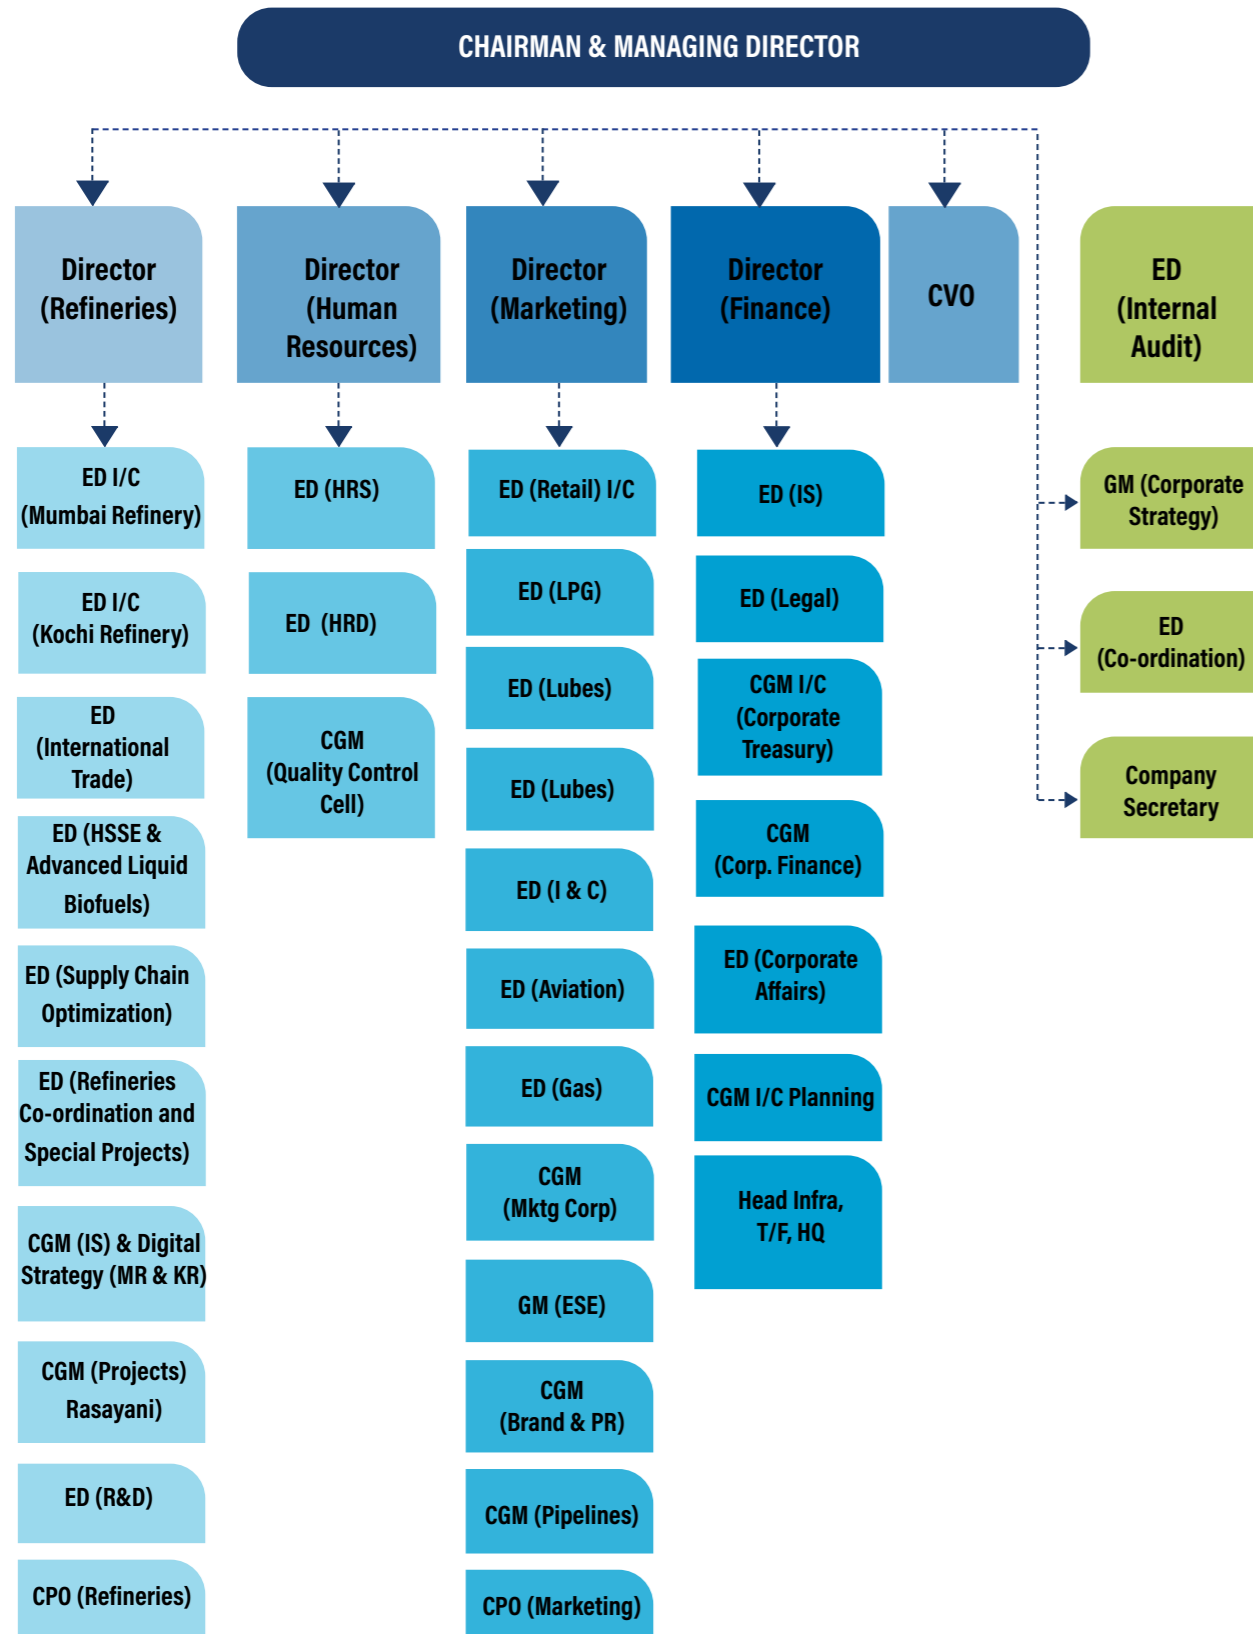 CHAIRMAN & MANAGING DIRECTOR
Director
(Refineries)
Director
(Human
Resources)
Director
(Marketing)
Director
(Finance)
CVO
ED
(Internal
Audit)
ED I/C
(Mumbai Refinery)
ED I/C
(Kochi Refinery)
ED
(International
Trade)
ED (HSSE &
Advanced Liquid
Biofuels)
ED (Supply Chain
Optimization)
ED (Refineries
Co-ordination and
Special Projects)
CGM (IS) & Digital
Strategy (MR & KR)
CGM (Projects)
Rasayani)
ED (R&D)
CPO (Refineries)
ED (HRS)
ED (HRD)
CGM
(Quality Control
Cell)
ED (Retail) I/C
ED (LPG)
ED (Lubes)
ED (Lubes)
ED (I & C)
ED (Aviation)
ED (Gas)
CGM
(Mktg Corp)
GM (ESE)
CGM
(Brand & PR)
CGM (Pipelines)
CPO (Marketing)
ED (IS)
ED (Legal)
CGM I/C
(Corporate
Treasury)
CGM
(Corp. Finance)
ED (Corporate
Affairs)
CGM I/C Planning
Head Infra,
T/F, HQ
GM (Corporate
Strategy)
ED
(Co-ordination)
Company
Secretary